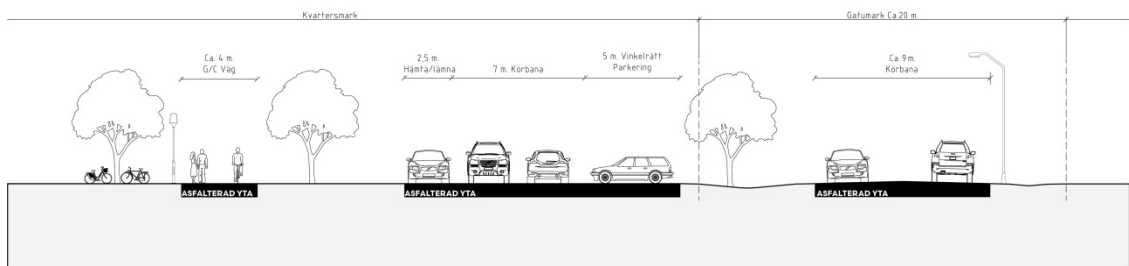 Kvartersmark
Gatumark Ca.20 m.
Ca. 4 m.
G/C Väg
2,5 m.
Hämta/lämna
7 m. Körbana
5 m. Vinkelrätt
Parkering
Ca.9m.
Körbana
ASFALTERAD YTA
ASFALTERAD YTA
ASFALTERAD YTA